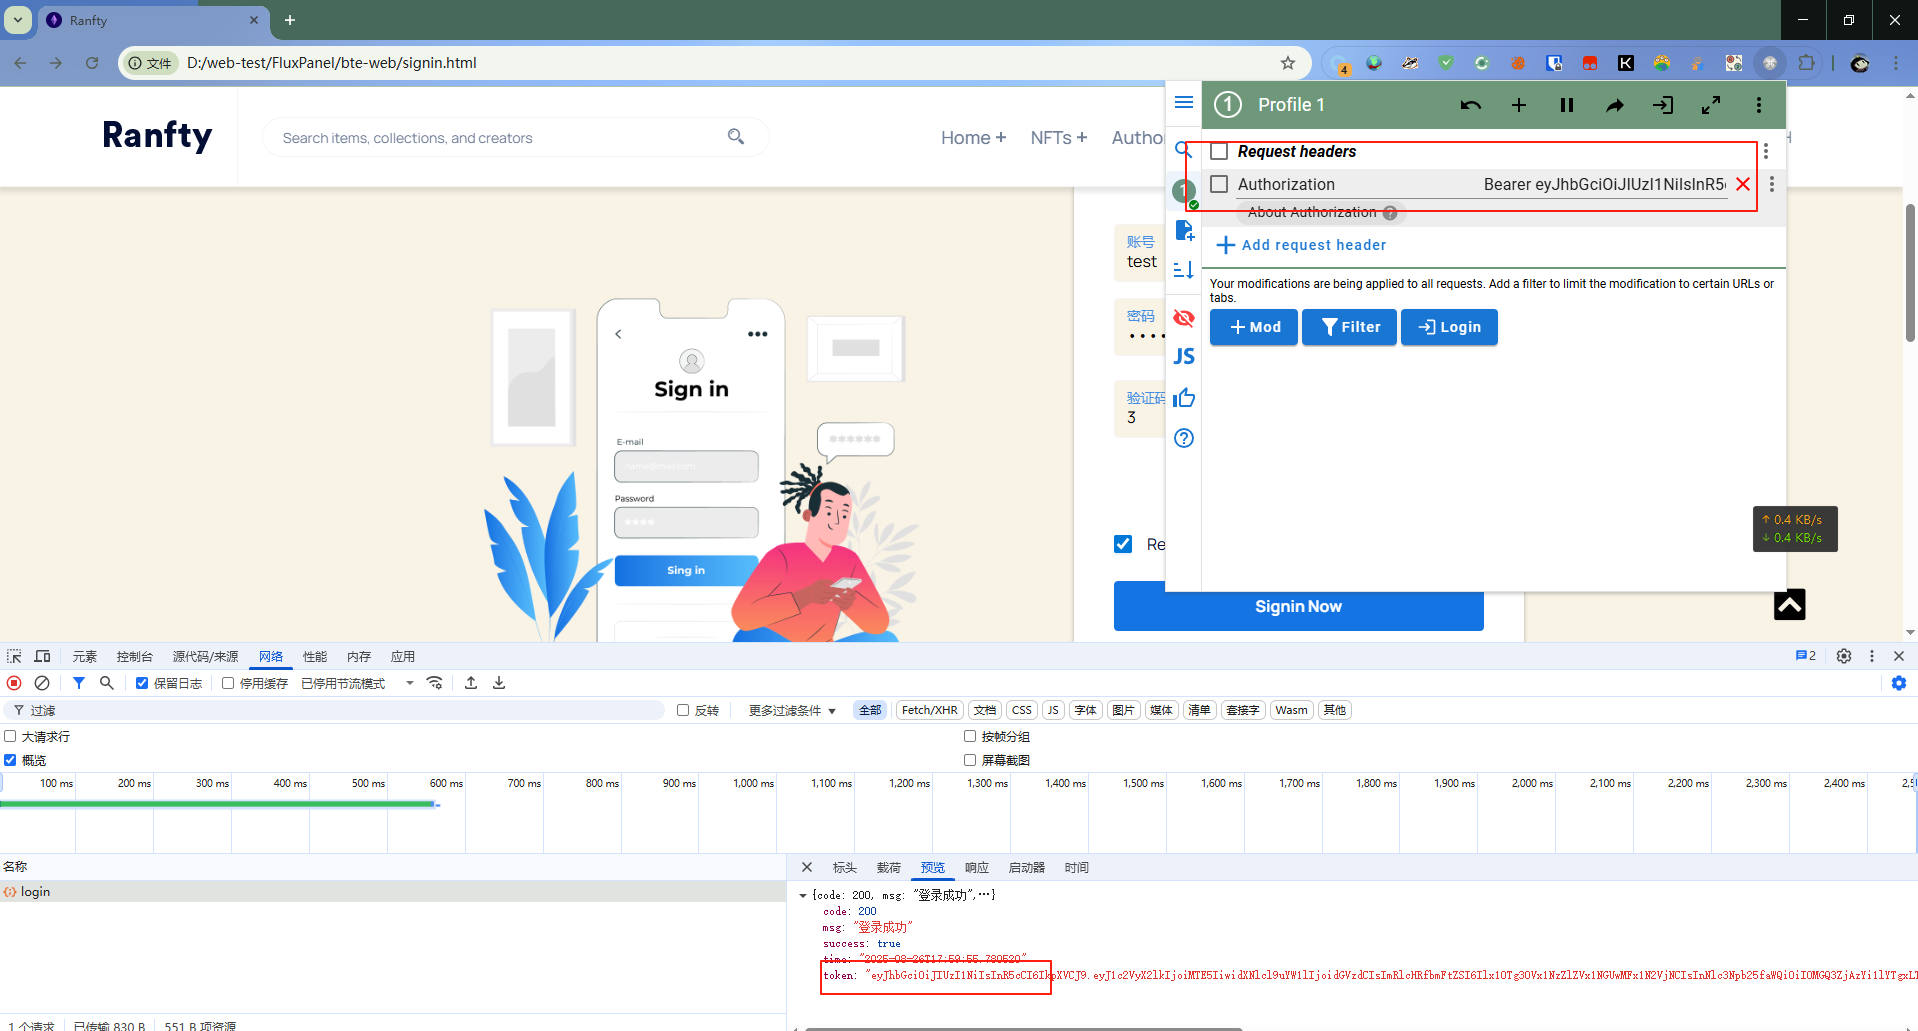 Ranfty
文件
D:/web-test/FluxPanel/bte-web/signin.html
4
Ranfty
Search items, collections, and creators
Home +
NFTs +
Autho
1
Profile 1
Request headers
Authorization
Bearer eyJhbGciOiJIUzI1NiIsInR5c
About Authorization
Add request header
Your modifications are being applied to all requests. Add a filter to limit the modification to certain URLs or
tabs.
Mod
Filter
Login
JS
账号
test
密码
••••
验证码
3
Re
Signin Now
Sign in
E-mail
name@mail.com
Password
****
Sing in
******
↑ 0.4 KB/s
↓ 0.4 KB/s
元素
控制台
源代码/来源
网络
性能
内存
应用
2
保留日志
停用缓存
已停用节流模式
过滤
反转
更多过滤条件
全部
Fetch/XHR
文档
CSS
JS
字体
图片
媒体
清单
套接字
Wasm
其他
大请求行
按帧分组
概览
屏幕截图
100 ms
200 ms
300 ms
400 ms
500 ms
600 ms
700 ms
800 ms
900 ms
1,000 ms
1,100 ms
1,200 ms
1,300 ms
1,400 ms
1,500 ms
1,600 ms
1,700 ms
1,800 ms
1,900 ms
2,000 ms
2,100 ms
2,200 ms
2,300 ms
2,400 ms
名称
标头
载荷
预览
响应
启动器
时间
login
{code: 200, msg: "登录成功",…}
code: 200
msg: "登录成功"
success: true
time: "2025-08-26T17:59:55.780520"
token: "eyJhbGciOiJIUzI1NiIsInR5cCI6IkpXVCJ9.
1 个请求
已传输 830 B
551 B 项资源